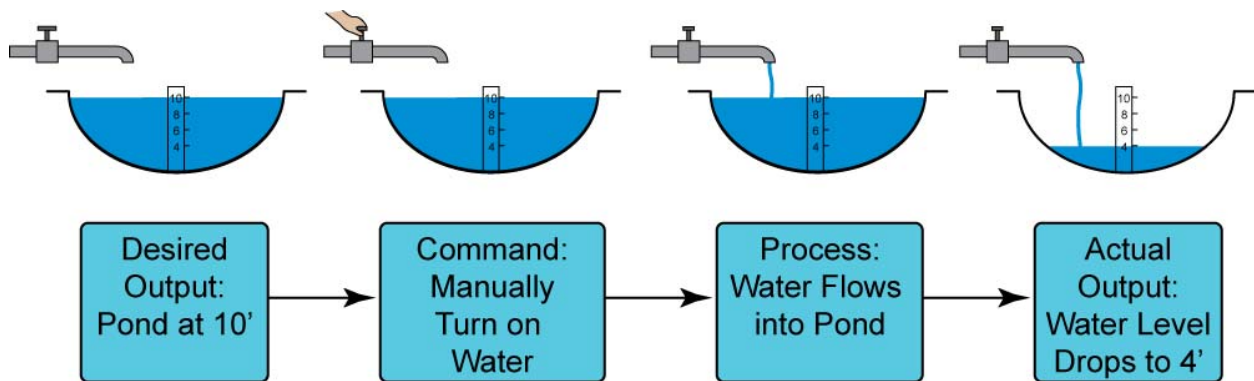 10
8
6
4
10
8
6
4
10
8
6
4
10
8
6
4
Desired
Output:
Pond at 10’
Command:
Manually
Turn on
Water
Process:
Water Flows
into Pond
Actual
Output:
Water Level
Drops to 4’